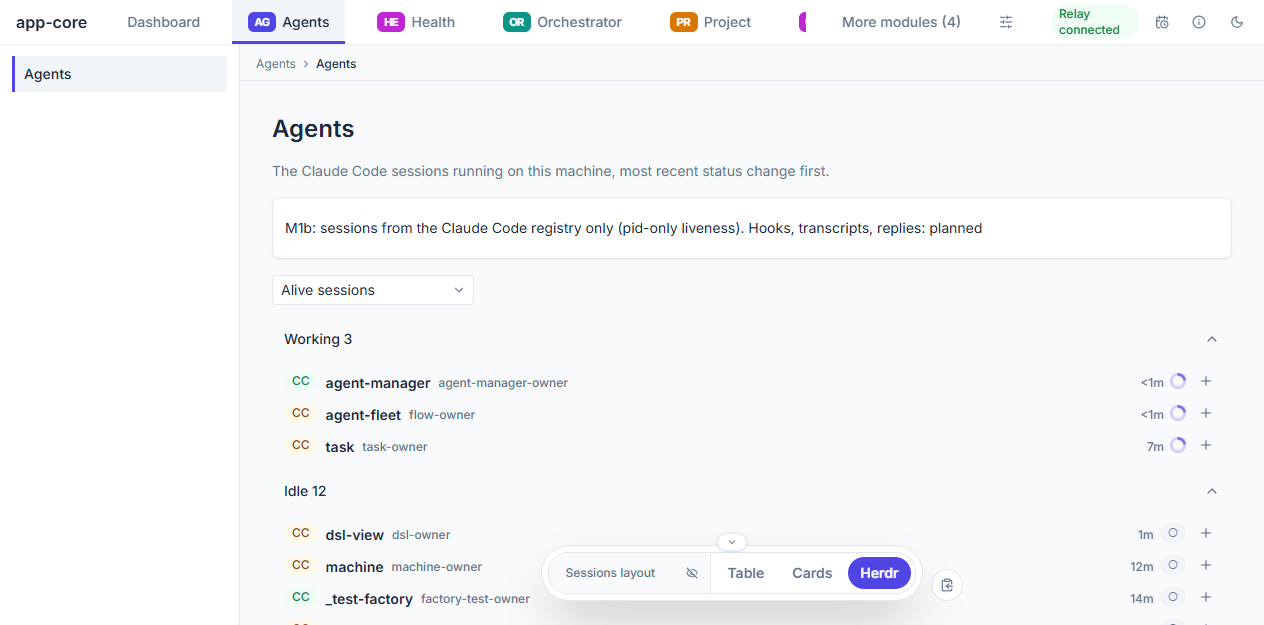 app-core
Dashboard
AG Agents
HE Health
OR Orchestrator
PR Project
More modules (4)
Relay
connected
Agents
Agents > Agents
Agents
The Claude Code sessions running on this machine, most recent status change first.
M1b: sessions from the Claude Code registry only (pid-only liveness). Hooks, transcripts, replies: planned
Alive sessions
Working 3
CC agent-manager agent-manager-owner <1m
CC agent-fleet flow-owner <1m
CC task task-owner 7m
Idle 12
CC dsl-view dsl-owner 1m
CC machine machine-owner 12m
CC _test-factory factory-test-owner 14m
Sessions layout
Table
Cards
Herdr